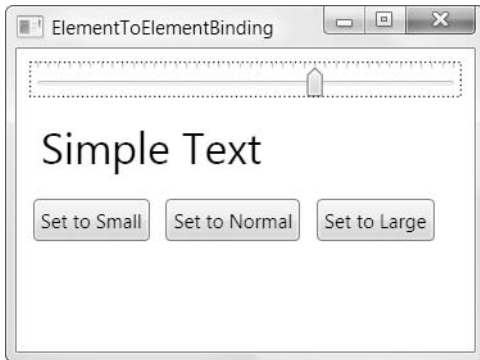 ElementToElementBinding
Simple Text
Set to Small Set to Normal Set to Large